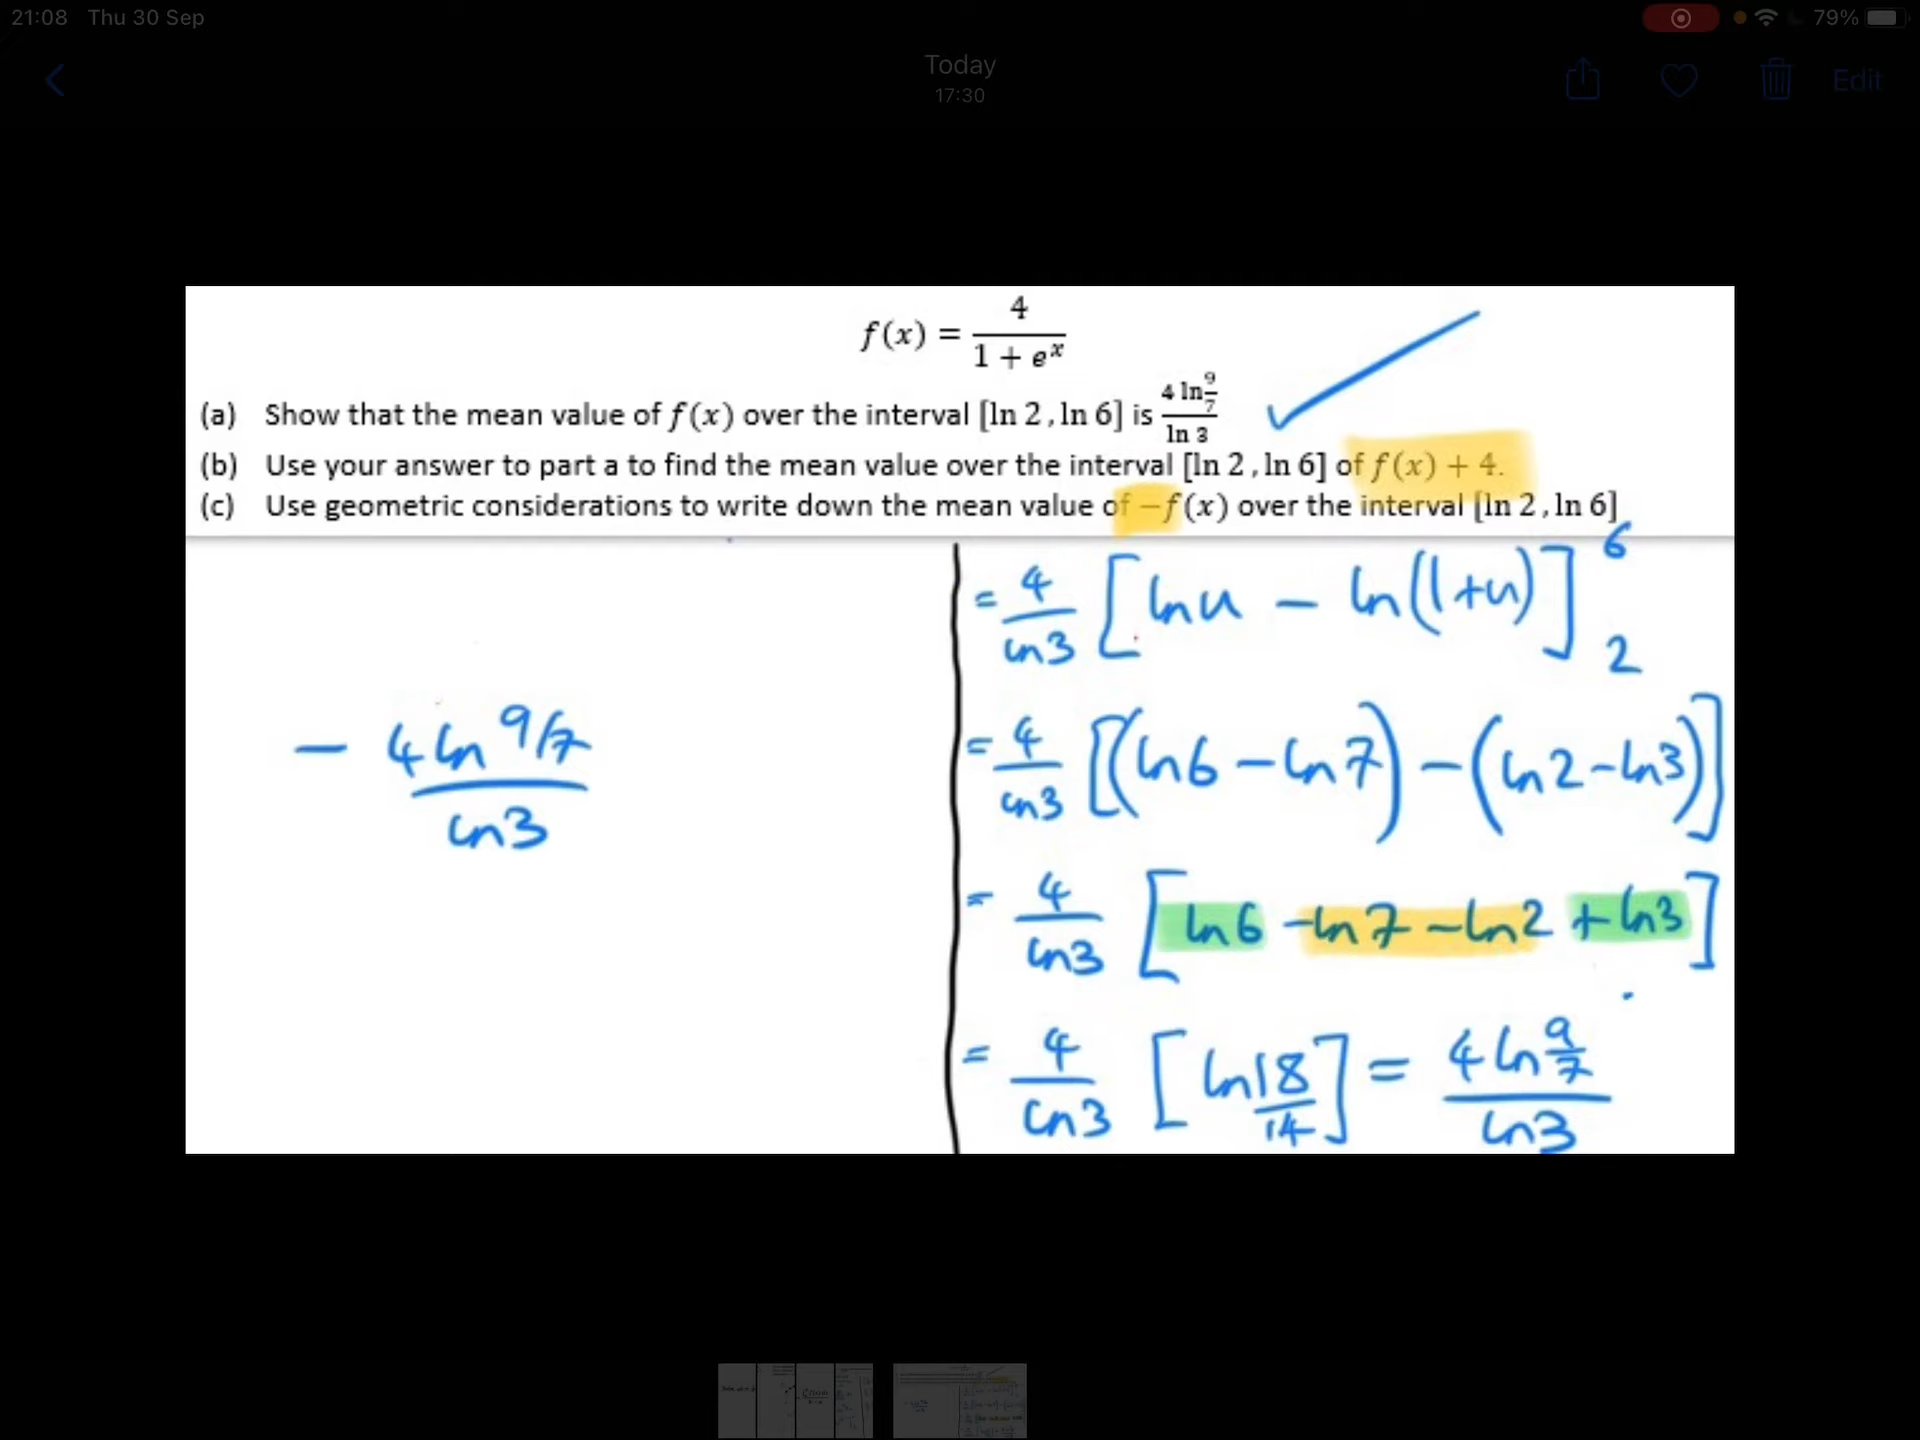 21:08 Thu 30 Sep
79%
Today
17:30
Edit
f(x) = 4/(1 + e^x)
(a) Show that the mean value of f(x) over the interval [ln 2 , ln 6] is (4 ln 9/7)/(ln 3)
(b) Use your answer to part a to find the mean value over the interval [ln 2 , ln 6] of f(x) + 4.
(c) Use geometric considerations to write down the mean value of −f(x) over the interval [ln 2 , ln 6]
− (4 ln 9/7)/(ln3)
= 4/ln3 [ln u − ln(1+u)] 6 2
= 4/ln3 [(ln6 − ln7) − (ln2 − ln3)]
= 4/ln3 [ln6 − ln7 − ln2 + ln3]
= 4/ln3 [ln 18/14] = (4 ln 9/7)/(ln3)